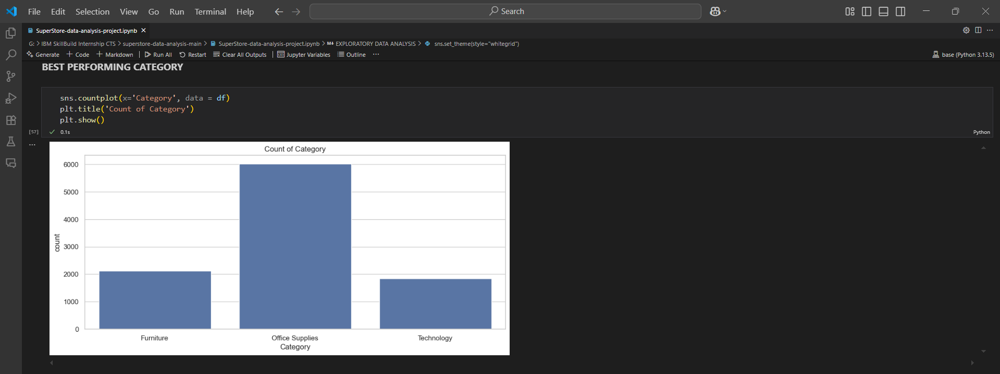 File Edit Selection View Go Run Terminal Help Search
SuperStore-data-analysis-project.ipynb
G: > IBM SkillBuild Internship CTS > superstore-data-analysis-main > SuperStore-data-analysis-project.ipynb > M↓ EXPLORATORY DATA ANALYSIS > sns.set_theme(style="whitegrid")
Generate + Code + Markdown | Run All Restart Clear All Outputs | Jupyter Variables Outline ... base (Python 3.13.5)
BEST PERFORMING CATEGORY
sns.countplot(x='Category', data = df)
plt.title('Count of Category')
plt.show()
[57] ✓ 0.1s Python
...
Count of Category
6000
5000
4000
3000
2000
1000
0
count
Furniture Office Supplies Technology
Category